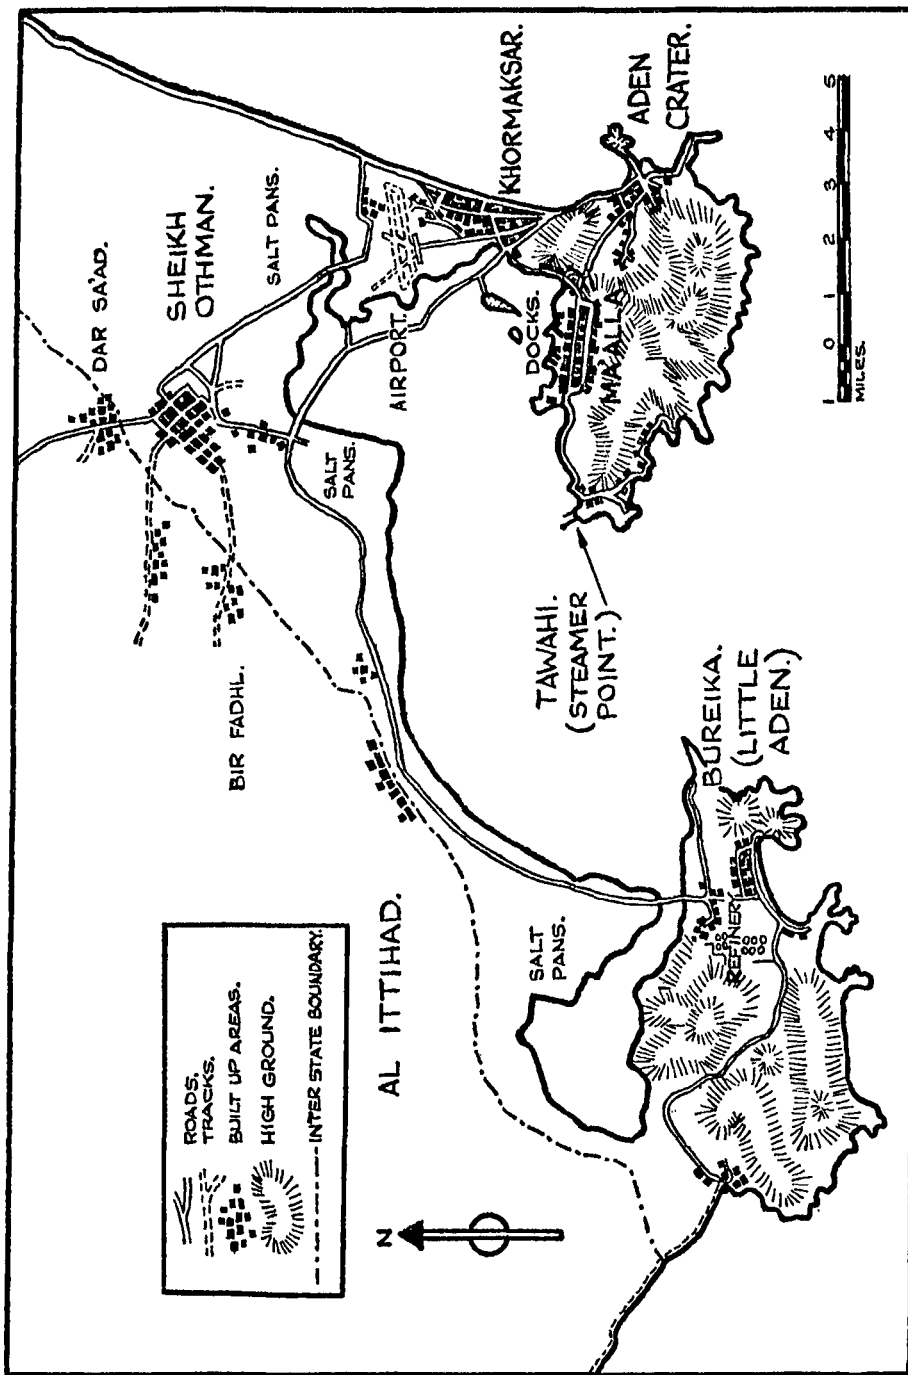 ROADS.
TRACKS.
BUILT UP AREAS.
HIGH GROUND.
INTER STATE BOUNDARY.
N
AL ITTIHAD.
BIR FADHL.
DAR SA'AD.
SHEIKH
OTHMAN.
SALT PANS.
SALT
PANS.
AIRPORT.
KHORMAKSAR.
DOCKS.
MA'ALLA
ADEN
CRATER.
TAWAHI.
(STEAMER
POINT.)
SALT
PANS.
BUREIKA.
(LITTLE
ADEN.)
REFINERY
1 0 1 2 3 4 5
MILES.